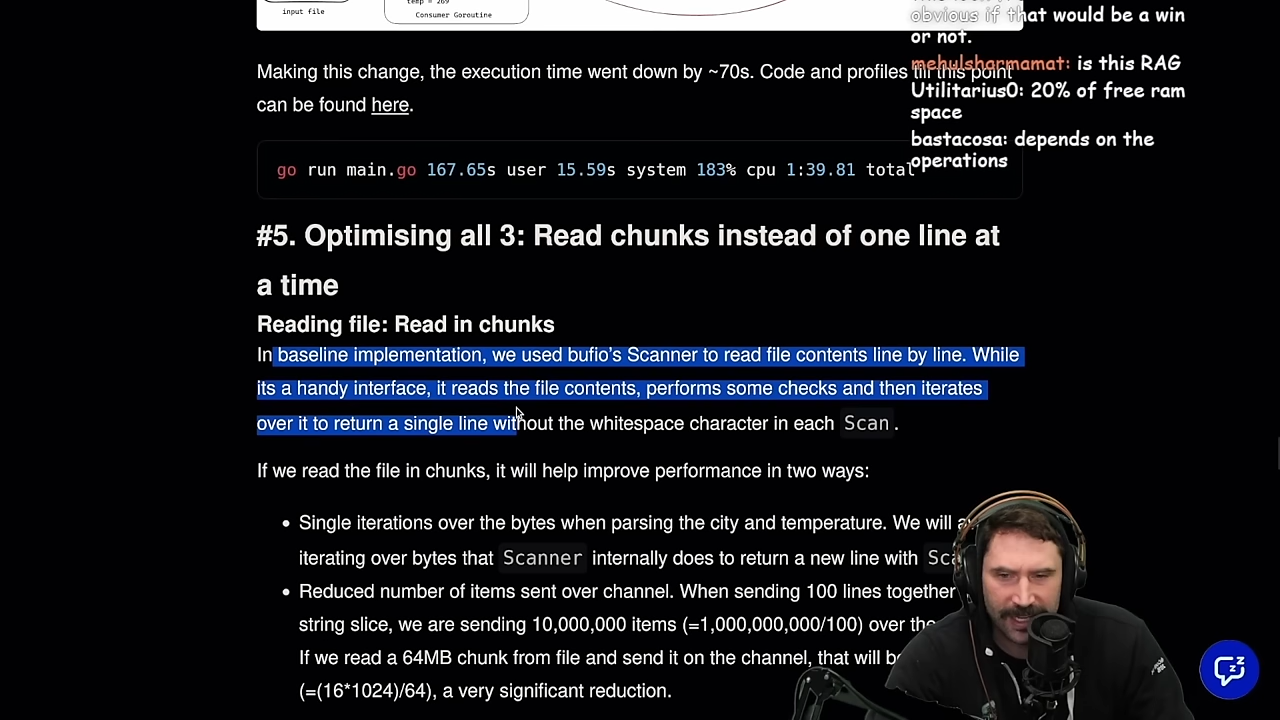 input file
temp = 269
Consumer Goroutine
obvious if that would be a win
or not.
mehulsharmamat: is this RAG
Utilitarius0: 20% of free ram
space
bastacosa: depends on the
operations
Making this change, the execution time went down by ~70s. Code and profiles till this point
can be found here.
go run main.go 167.65s user 15.59s system 183% cpu 1:39.81 total
#5. Optimising all 3: Read chunks instead of one line at
a time
Reading file: Read in chunks
In baseline implementation, we used bufio’s Scanner to read file contents line by line. While
its a handy interface, it reads the file contents, performs some checks and then iterates
over it to return a single line without the whitespace character in each Scan.
If we read the file in chunks, it will help improve performance in two ways:
• Single iterations over the bytes when parsing the city and temperature. We will
iterating over bytes that Scanner internally does to return a new line with
• Reduced number of items sent over channel. When sending 100 lines together
string slice, we are sending 10,000,000 items (=1,000,000,000/100) over
If we read a 64MB chunk from file and send it on the channel, that will
(=(16*1024)/64), a very significant reduction.